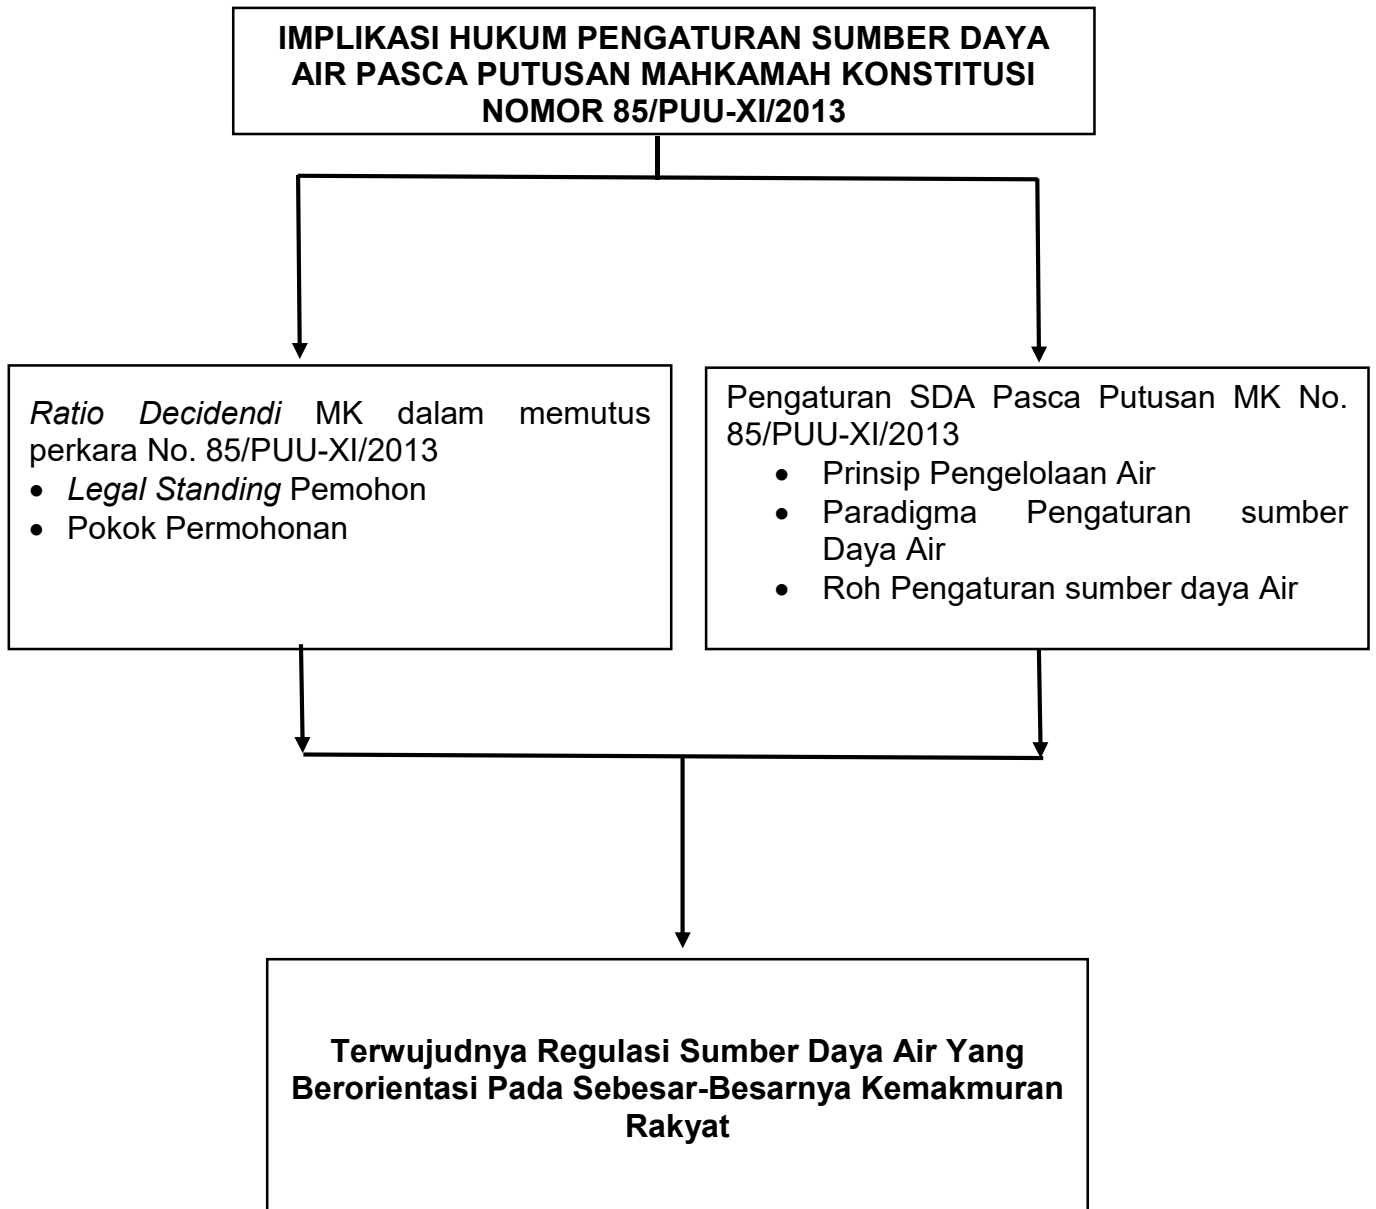 IMPLIKASI HUKUM PENGATURAN SUMBER DAYA
AIR PASCA PUTUSAN MAHKAMAH KONSTITUSI
NOMOR 85/PUU-XI/2013
Ratio Decidendi MK dalam memutus
perkara No. 85/PUU-XI/2013
• Legal Standing Pemohon
• Pokok Permohonan
Pengaturan SDA Pasca Putusan MK No.
85/PUU-XI/2013
• Prinsip Pengelolaan Air
• Paradigma Pengaturan sumber
Daya Air
• Roh Pengaturan sumber daya Air
Terwujudnya Regulasi Sumber Daya Air Yang
Berorientasi Pada Sebesar-Besarnya Kemakmuran
Rakyat